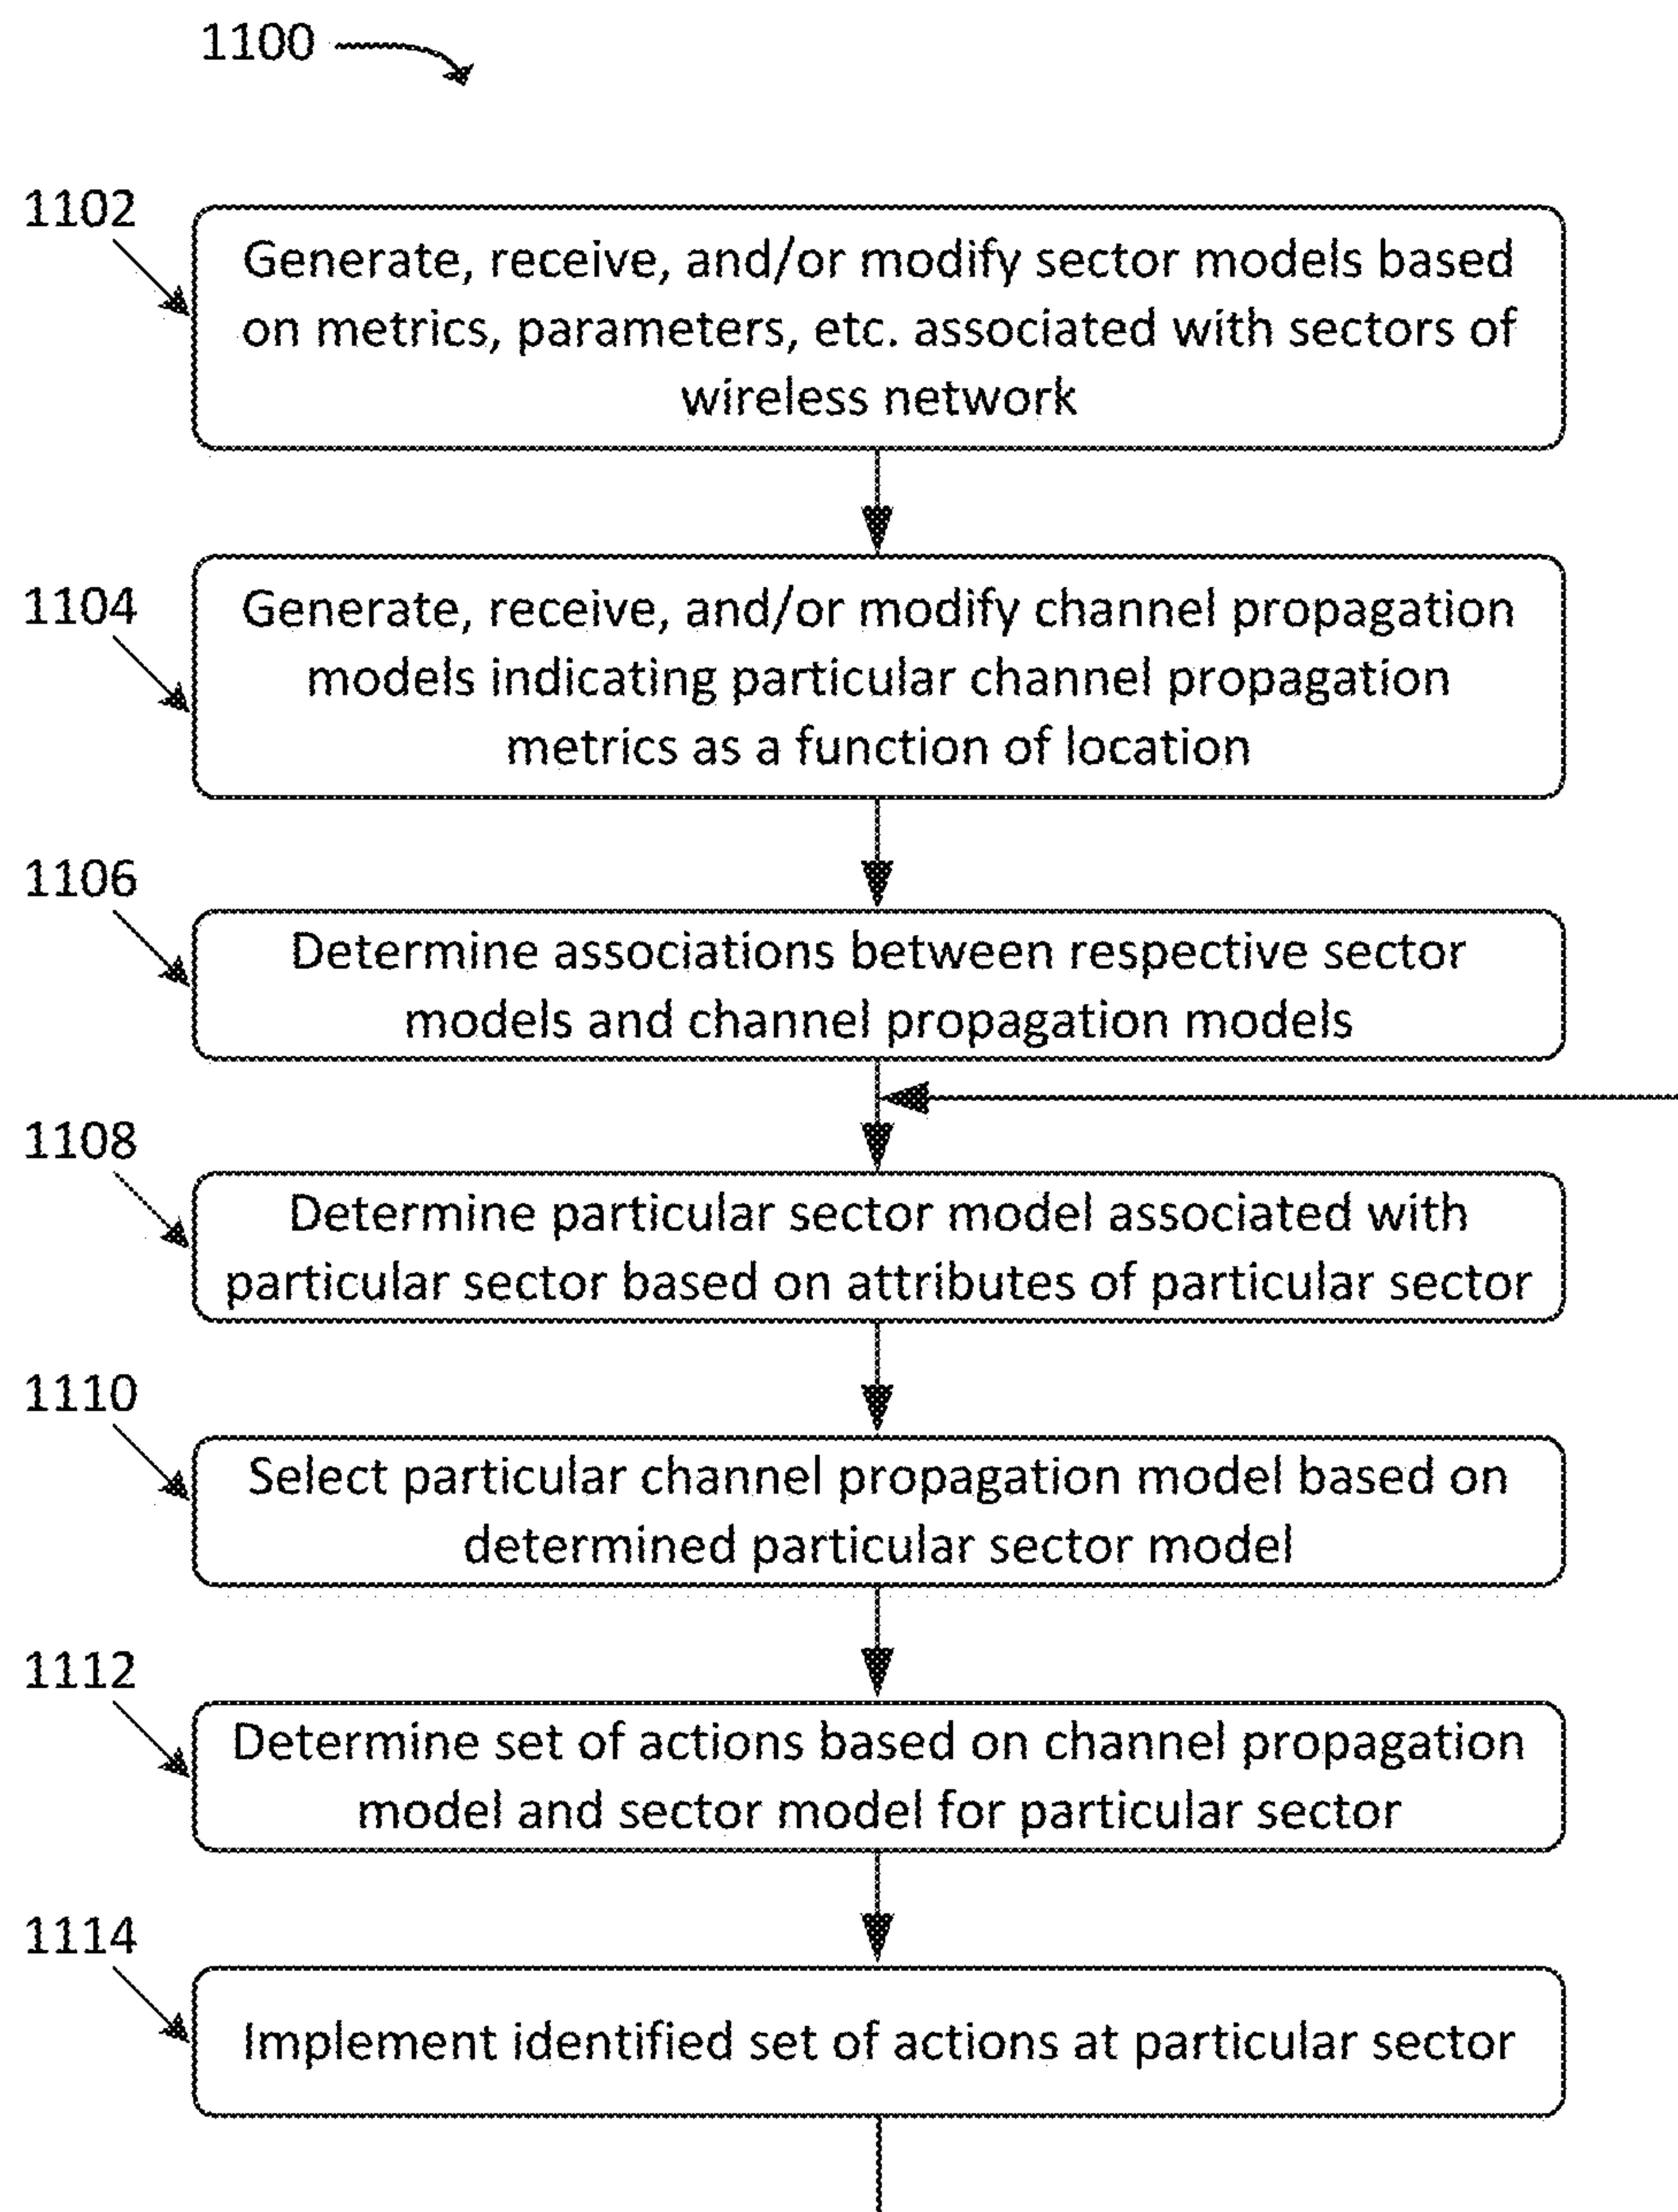 1100
1102
Generate, receive, and/or modify sector models based
on metrics, parameters, etc. associated with sectors of
wireless network
1104
Generate, receive, and/or modify channel propagation
models indicating particular channel propagation
metrics as a function of location
1106
Determine associations between respective sector
models and channel propagation models
1108
Determine particular sector model associated with
particular sector based on attributes of particular sector
1110
Select particular channel propagation model based on
determined particular sector model
1112
Determine set of actions based on channel propagation
model and sector model for particular sector
1114
Implement identified set of actions at particular sector